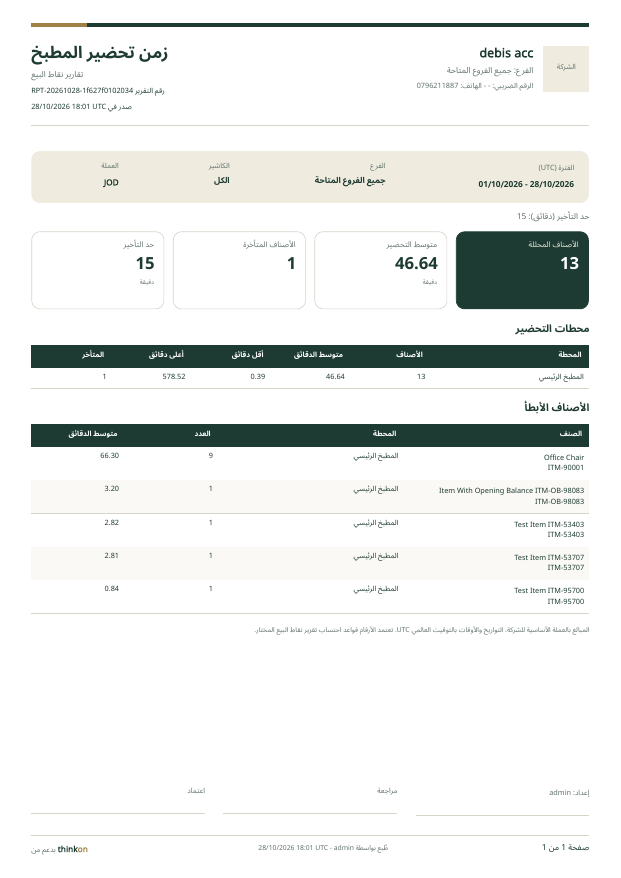 زمن تحضير المطبخ
تقارير نقاط البيع
رقم التقرير RPT-20261028-1f627f0102034
صدر في 28/10/2026 18:01 UTC
الشركة
debis acc
الفرع: جميع الفروع المتاحة
الرقم الضريبي: - - الهاتف: 0796211887
الفترة (UTC)
01/10/2026 - 28/10/2026
الفرع
جميع الفروع المتاحة
الكاشير
الكل
العملة
JOD
حد التأخير (دقائق): 15
الأصناف المحللة
13
متوسط التحضير
46.64
دقيقة
الأصناف المتأخرة
1
حد التأخير
15
دقيقة
محطات التحضير
المحطة الأصناف متوسط الدقائق أقل دقائق أعلى دقائق المتأخر
المطبخ الرئيسي 13 46.64 0.39 578.52 1
الأصناف الأبطأ
الصنف المحطة العدد متوسط الدقائق
Office Chair المطبخ الرئيسي 9 66.30
ITM-90001
Item With Opening Balance ITM-OB-98083 المطبخ الرئيسي 1 3.20
ITM-OB-98083
Test Item ITM-53403 المطبخ الرئيسي 1 2.82
ITM-53403
Test Item ITM-53707 المطبخ الرئيسي 1 2.81
ITM-53707
Test Item ITM-95700 المطبخ الرئيسي 1 0.84
ITM-95700
المبالغ بالعملة الأساسية للشركة. التواريخ والأوقات بالتوقيت العالمي UTC. تعتمد الأرقام قواعد احتساب تقرير نقاط البيع المختار.
إعداد: admin
مراجعة
اعتماد
صفحة 1 من 1
طُبع بواسطة 28/10/2026 18:01 UTC - admin
بدعم من thinkon